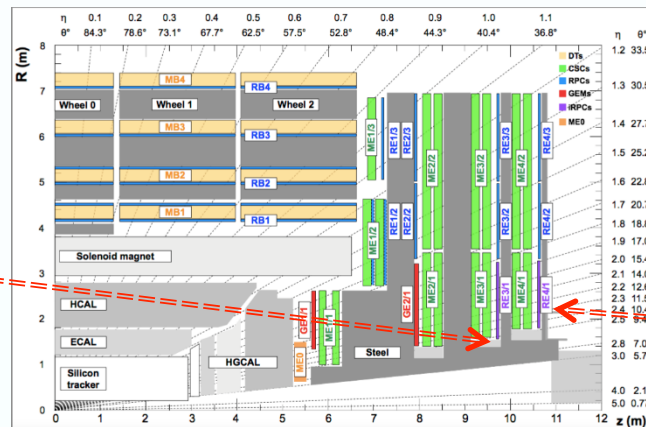 η 0.1 0.2 0.3 0.4 0.5 0.6 0.7 0.8 0.9 1.0 1.1
θ° 84.3° 78.6° 73.1° 67.7° 62.5° 57.5° 52.8° 48.4° 44.3° 40.4° 36.8° η
R (m)
8
7
6
5
4
3
2
1
0
DTs
CSCs
RPCs
GEMs
iRPCs
ME0
MB4
RB4
Wheel 0 Wheel 1 Wheel 2
MB3
RB3
MB2
RB2
MB1
RB1
Solenoid magnet
HCAL
ECAL
Silicon
tracker
HGCAL
Steel
ME0
ME1/1
ME1/2
ME1/3
RE1/3
RE2/3
RE1/2
RE2/2
GE2/1
ME2/2
ME2/1
ME3/2
ME3/1
RE3/3
RE3/2
RE3/1
ME4/2
ME4/1
RE4/3
RE4/2
RE4/1
1.2
1.3
1.4
1.5
1.6
1.7
1.8
1.9
2.0
2.1
2.2
2.3
2.4
2.5
2.8
3.0
4.0
5.0
0 1 2 3 4 5 6 7 8 9 10 11 12
z (m)